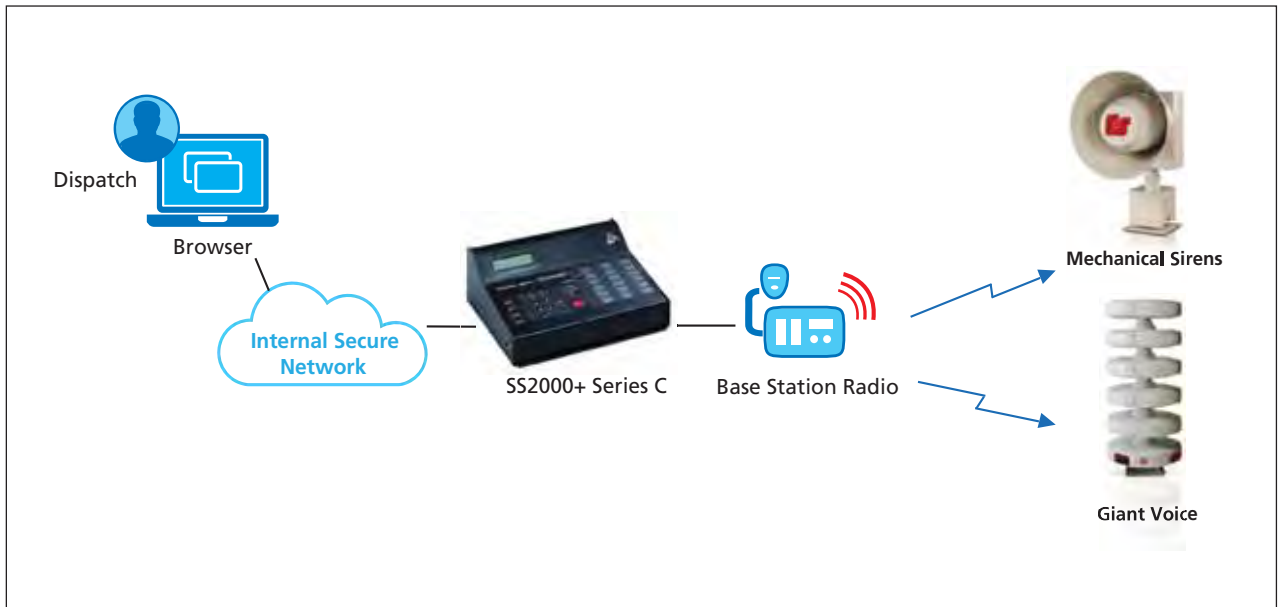 Dispatch
Browser
Internal Secure
Network
SS2000+ Series C
Base Station Radio
Mechanical Sirens
Giant Voice